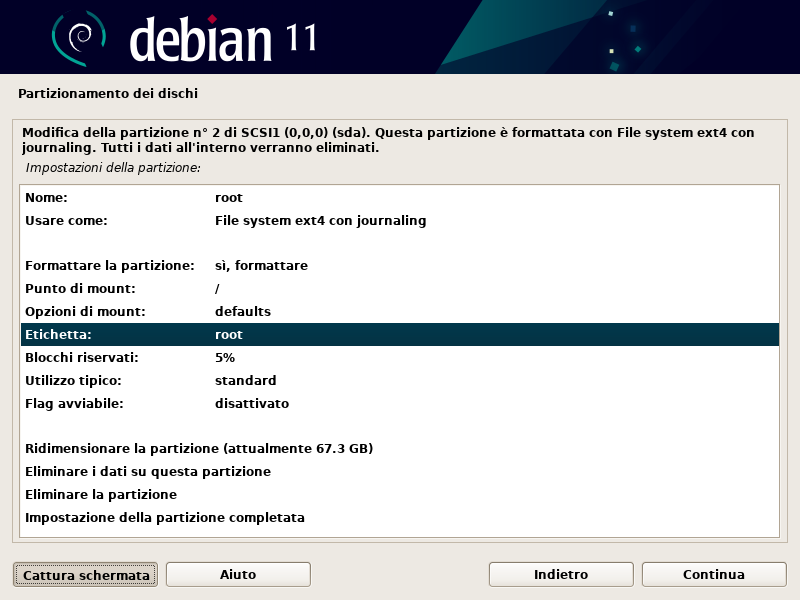 debian 11
Partizionamento dei dischi
Modifica della partizione n° 2 di SCSI1 (0,0,0) (sda). Questa partizione è formattata con File system ext4 con
journaling. Tutti i dati all'interno verranno eliminati.
Impostazioni della partizione:
Nome: root
Usare come: File system ext4 con journaling
Formattare la partizione: sì, formattare
Punto di mount: /
Opzioni di mount: defaults
Etichetta: root
Blocchi riservati: 5%
Utilizzo tipico: standard
Flag avviabile: disattivato
Ridimensionare la partizione (attualmente 67.3 GB)
Eliminare i dati su questa partizione
Eliminare la partizione
Impostazione della partizione completata
Cattura schermata Aiuto Indietro Continua